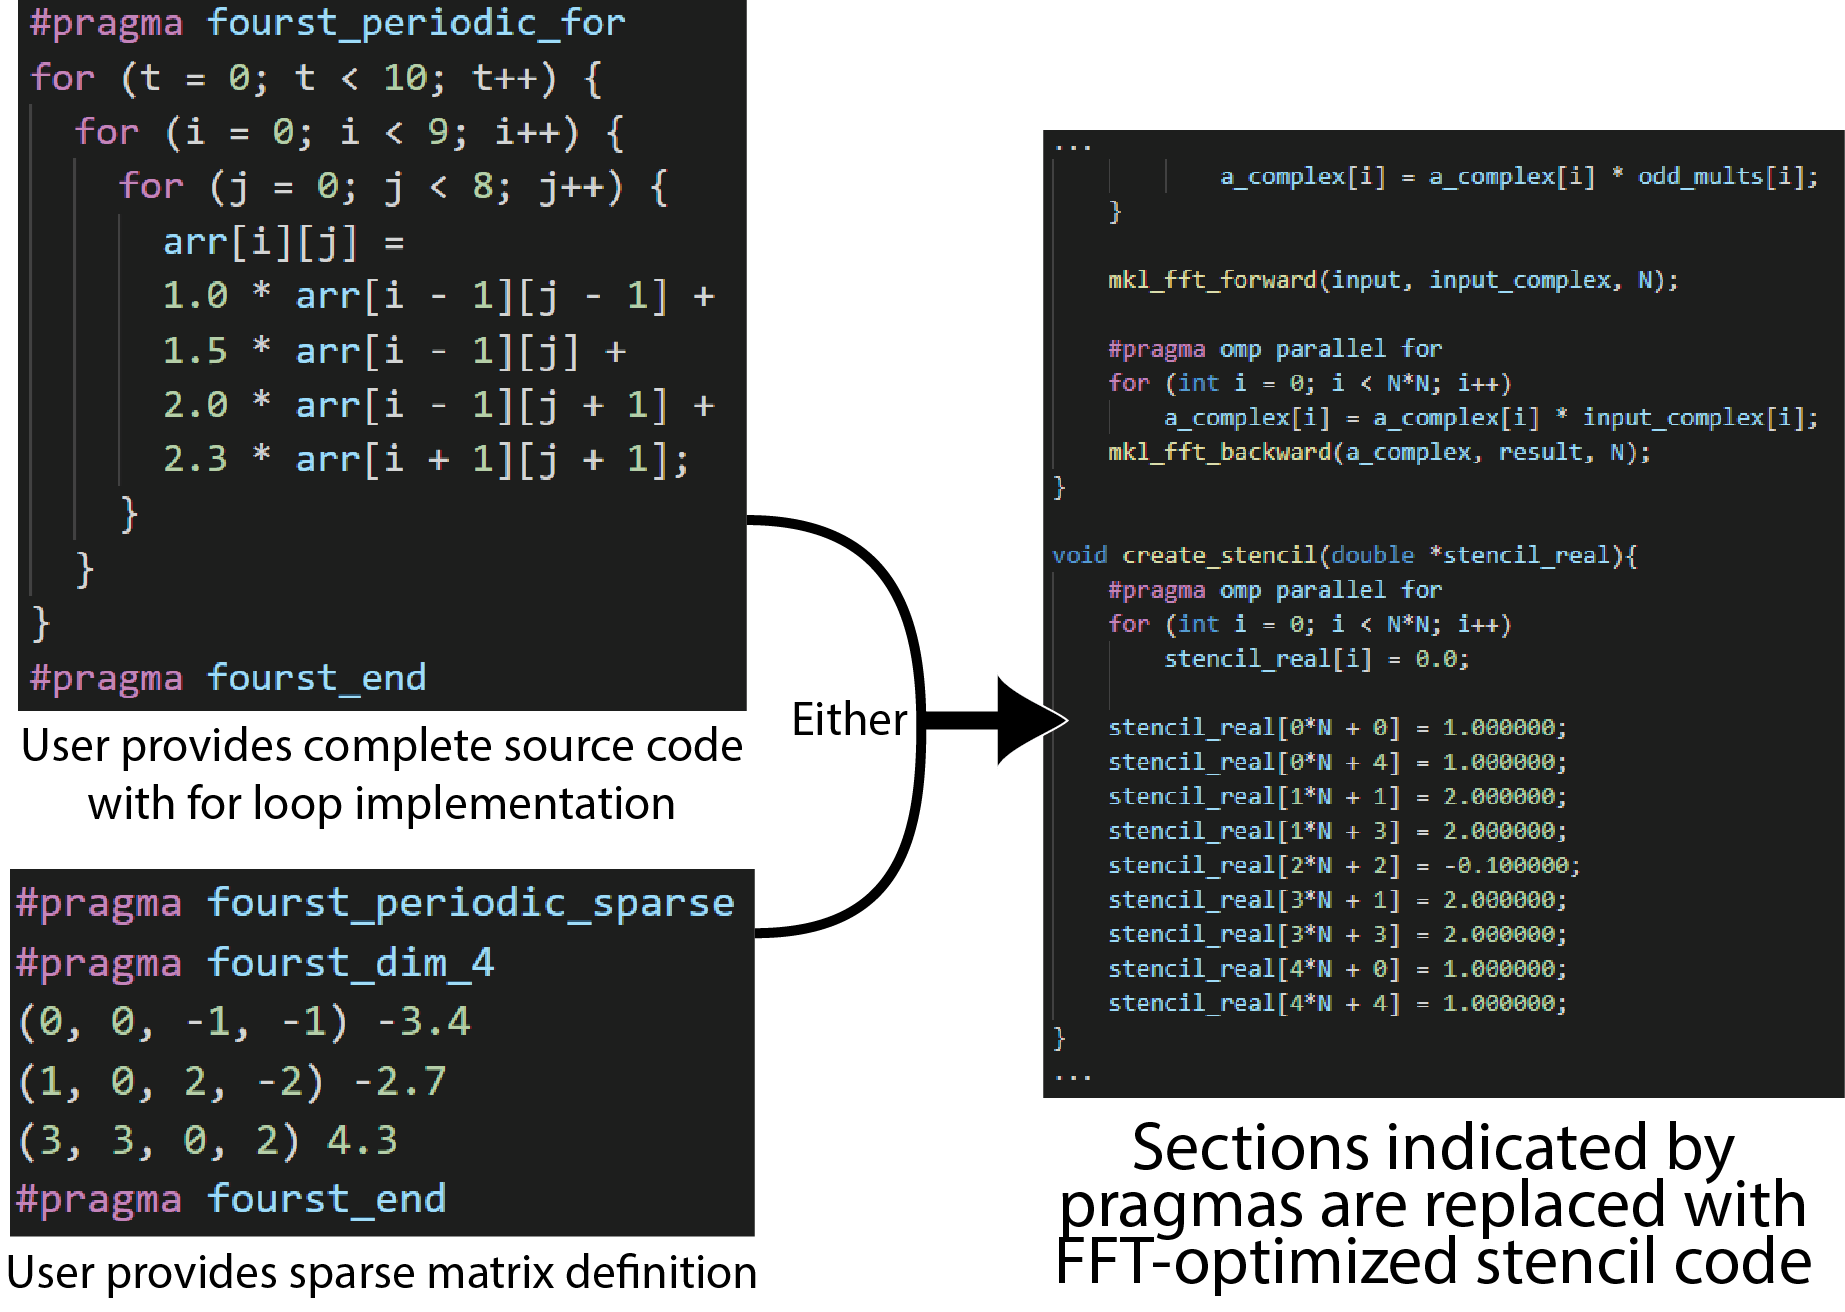 #pragma fourst_periodic_for
for (t = 0; t < 10; t++) {
for (i = 0; i < 9; i++) {
for (j = 0; j < 8; j++) {
arr[i][j] =
1.0 * arr[i - 1][j - 1] +
1.5 * arr[i - 1][j] +
2.0 * arr[i - 1][j + 1] +
2.3 * arr[i + 1][j + 1];
}
}
}
#pragma fourst_end
User provides complete source code
with for loop implementation
#pragma fourst_periodic_sparse
#pragma fourst_dim_4
(0, 0, -1, -1) -3.4
(1, 0, 2, -2) -2.7
(3, 3, 0, 2) 4.3
#pragma fourst_end
User provides sparse matrix definition
Either
...
a_complex[i] = a_complex[i] * odd_mults[i];
}
mkl_fft_forward(input, input_complex, N);
#pragma omp parallel for
for (int i = 0; i < N*N; i++)
a_complex[i] = a_complex[i] * input_complex[i];
mkl_fft_backward(a_complex, result, N);
}
void create_stencil(double *stencil_real){
#pragma omp parallel for
for (int i = 0; i < N*N; i++)
stencil_real[i] = 0.0;
stencil_real[0*N + 0] = 1.000000;
stencil_real[0*N + 4] = 1.000000;
stencil_real[1*N + 1] = 2.000000;
stencil_real[1*N + 3] = 2.000000;
stencil_real[2*N + 2] = -0.100000;
stencil_real[3*N + 1] = 2.000000;
stencil_real[3*N + 3] = 2.000000;
stencil_real[4*N + 0] = 1.000000;
stencil_real[4*N + 4] = 1.000000;
}
...
Sections indicated by
pragmas are replaced with
FFT-optimized stencil code